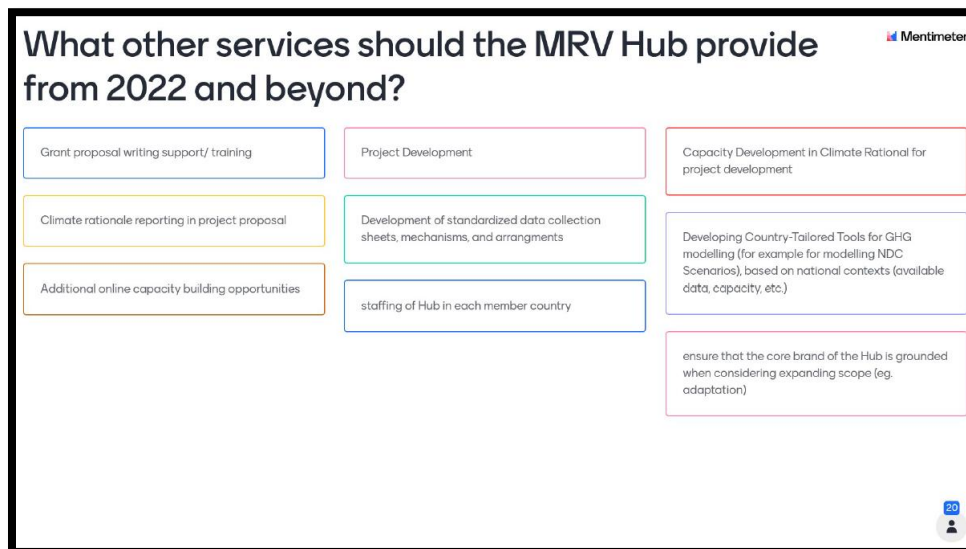 What other services should the MRV Hub provide
from 2022 and beyond?
Mentimeter
Grant proposal writing support/ training
Climate rationale reporting in project proposal
Additional online capacity building opportunities
Project Development
Development of standardized data collection
sheets, mechanisms, and arrangments
staffing of Hub in each member country
Capacity Development in Climate Rational for
project development
Developing Country-Tailored Tools for GHG
modelling (for example for modelling NDC
Scenarios), based on national contexts (available
data, capacity, etc.)
ensure that the core brand of the Hub is grounded
when considering expanding scope (eg.
adaptation)
20